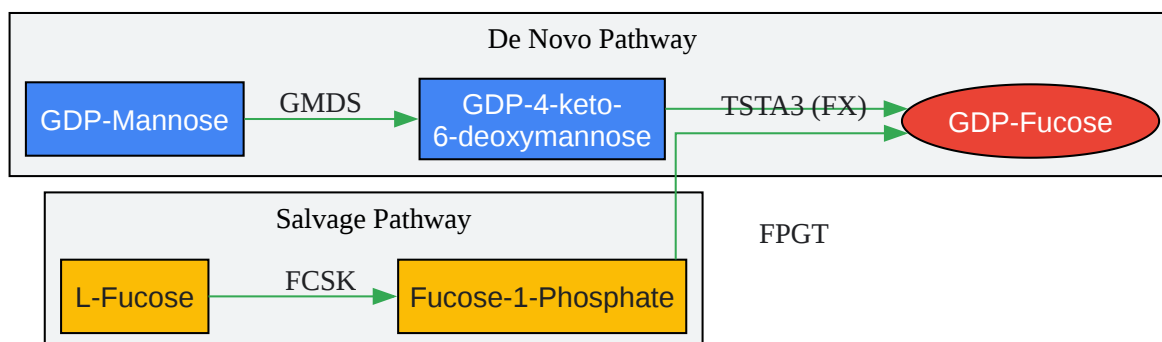 De Novo Pathway
GDP-Mannose
GMDS
GDP-4-keto-
6-deoxymannose
TSTA3 (FX)
GDP-Fucose
Salvage Pathway
FPGT
L-Fucose
FCSK
Fucose-1-Phosphate